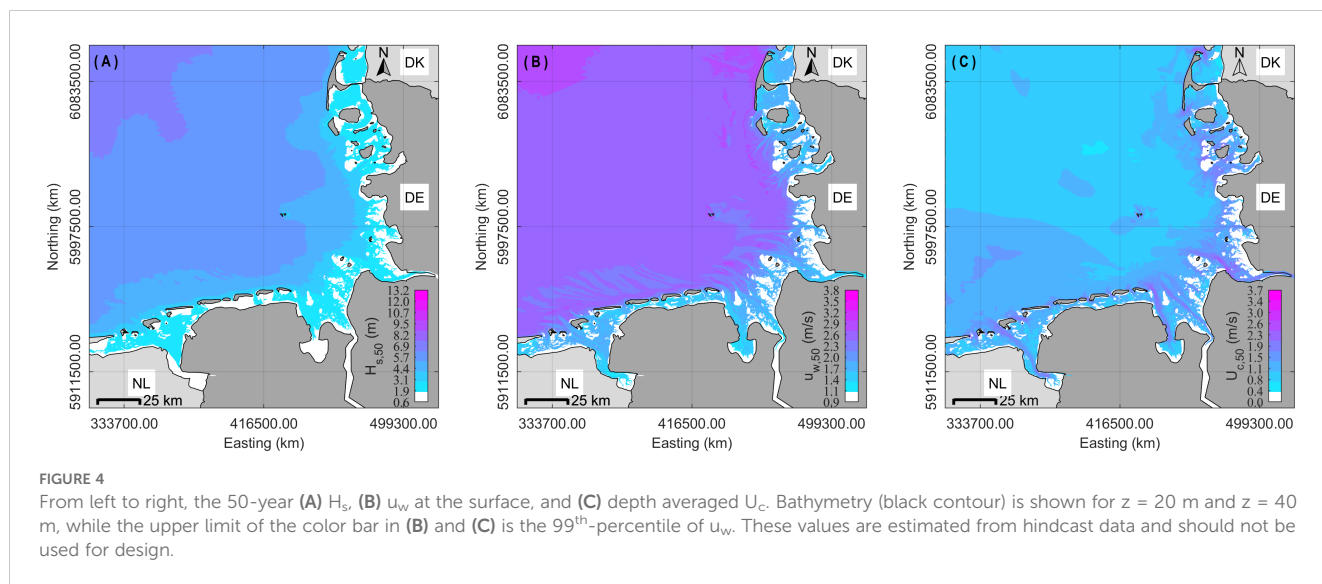 (A)
N
DK
DE
NL
25 km
6083500.00
5997500.00
5911500.00
Northing (km)
333700.00
416500.00
499300.00
Easting (km)
13.2
12.0
10.7
9.5
8.2
6.9
5.7
4.4
3.1
1.9
0.6
Hs,50 (m)
(B)
N
DK
DE
NL
25 km
6083500.00
5997500.00
5911500.00
Northing (km)
333700.00
416500.00
499300.00
Easting (km)
3.8
3.5
3.2
2.9
2.6
2.3
2.0
1.7
1.4
1.1
0.9
uw,50 (m/s)
(C)
N
DK
DE
NL
25 km
6083500.00
5997500.00
5911500.00
Northing (km)
333700.00
416500.00
499300.00
Easting (km)
3.7
3.4
3.0
2.6
2.3
1.9
1.5
1.1
0.8
0.4
0.0
Uc,50 (m/s)
FIGURE 4
From left to right, the 50-year (A) Hs, (B) uw at the surface, and (C) depth averaged Uc. Bathymetry (black contour) is shown for z = 20 m and z = 40
m, while the upper limit of the color bar in (B) and (C) is the 99th-percentile of uw. These values are estimated from hindcast data and should not be
used for design.